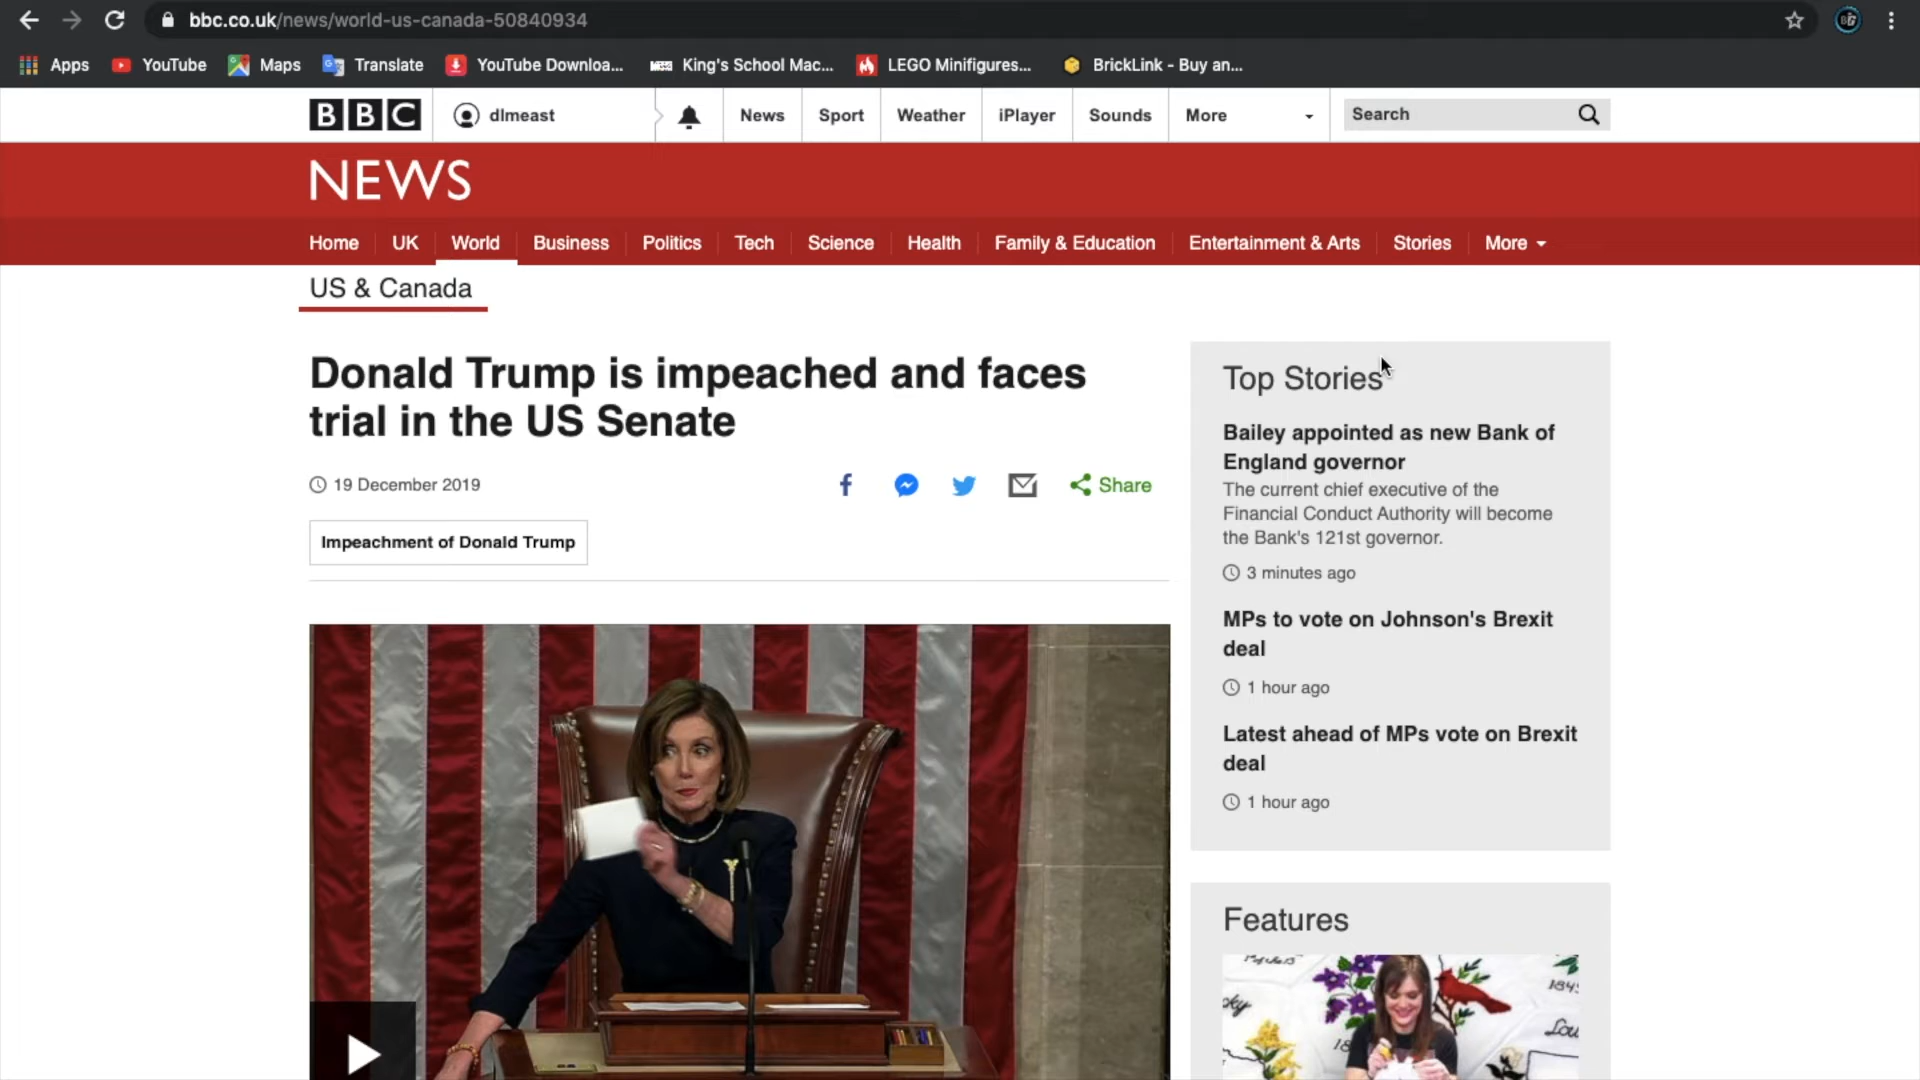 bbc.co.uk/news/world-us-canada-50840934
Apps YouTube Maps Translate YouTube Downloa... King's School Mac... LEGO Minifigures... BrickLink - Buy an...
BBC dlmeast News Sport Weather iPlayer Sounds More Search
NEWS
Home UK World Business Politics Tech Science Health Family & Education Entertainment & Arts Stories More
US & Canada
Donald Trump is impeached and faces
trial in the US Senate
19 December 2019
Share
Impeachment of Donald Trump
Top Stories
Bailey appointed as new Bank of
England governor
The current chief executive of the
Financial Conduct Authority will become
the Bank's 121st governor.
3 minutes ago
MPs to vote on Johnson's Brexit
deal
1 hour ago
Latest ahead of MPs vote on Brexit
deal
1 hour ago
Features